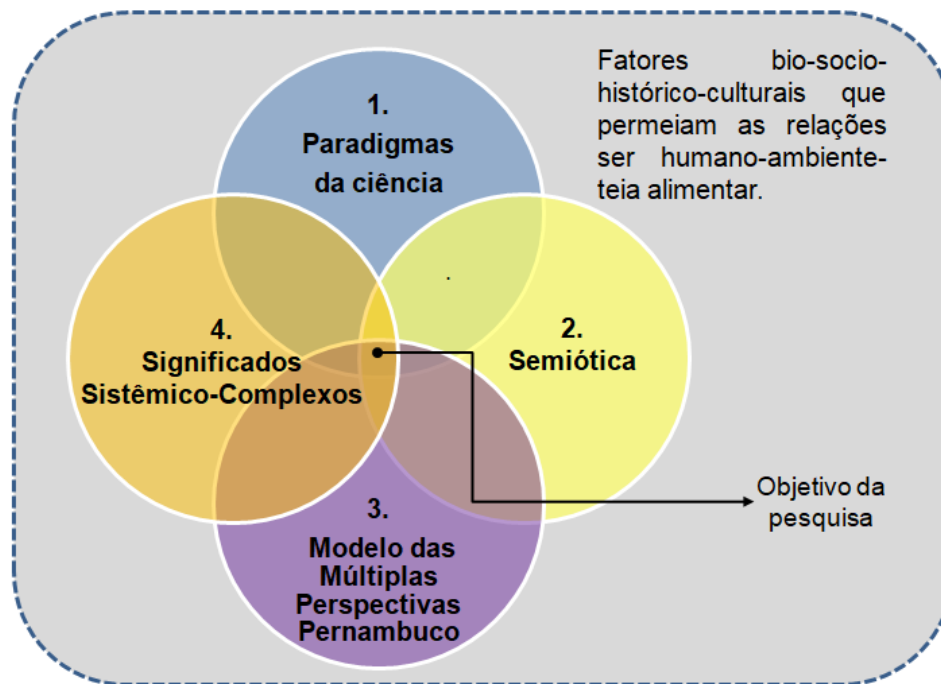 Fatores bio-socio-
histórico-culturais que
permeiam as relações
ser humano-ambiente-
teia alimentar.
1.
Paradigmas
da ciência
2.
Semiótica
4.
Significados
Sistêmico-Complexos
3.
Modelo das
Múltiplas
Perspectivas
Pernambuco
Objetivo da
pesquisa